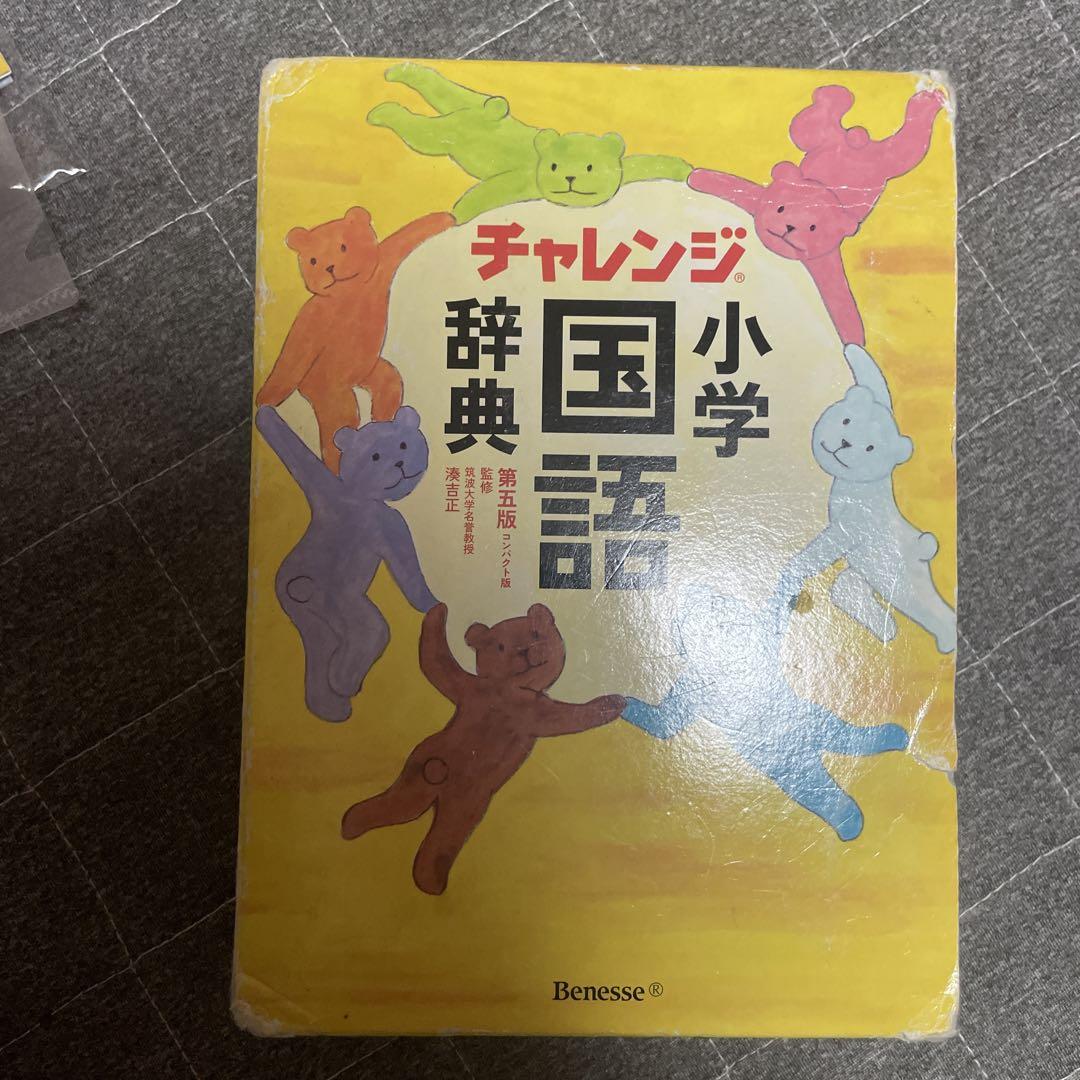 チャレンジ®
小学
国語
辞典
第五版 コンパクト版
監修
筑波大学名誉教授
湊吉正
Benesse®